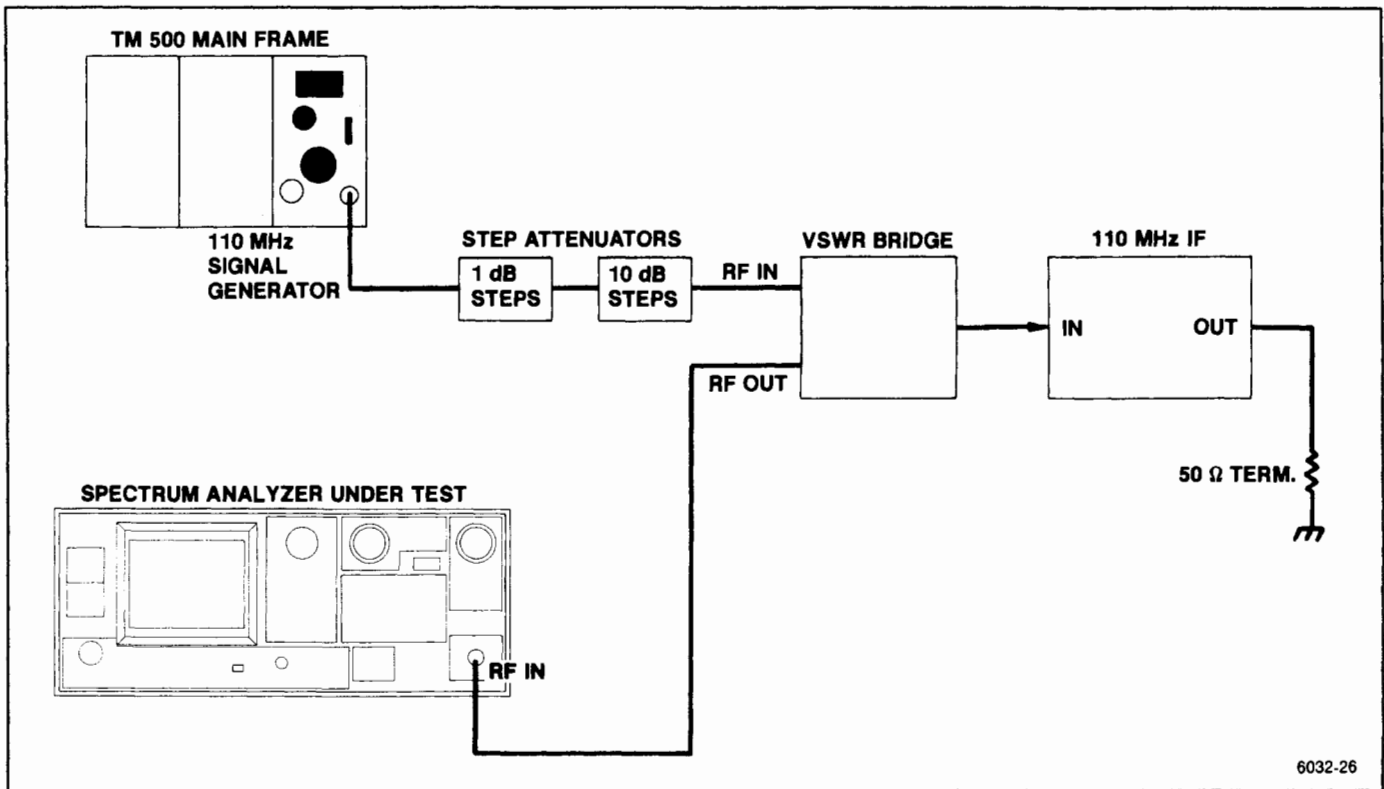 TM 500 MAIN FRAME
110 MHz
SIGNAL
GENERATOR
STEP ATTENUATORS
1 dB
STEPS
10 dB
STEPS
RF IN
VSWR BRIDGE
RF OUT
110 MHz IF
IN
OUT
50 Ω TERM.
SPECTRUM ANALYZER UNDER TEST
RF IN
6032-26